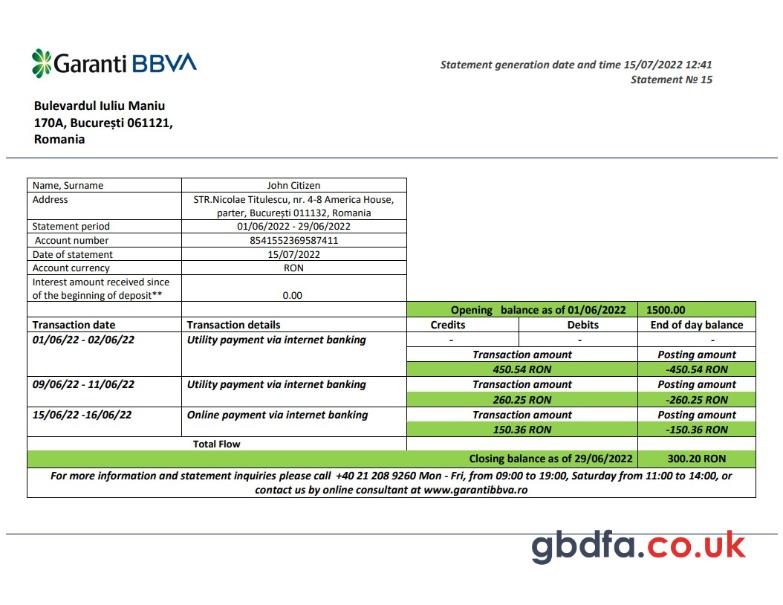 Garanti BBVA
Statement generation date and time 15/07/2022 12:41
Statement № 15
Bulevardul Iuliu Maniu
170A, București 061121,
Romania
Name, Surname John Citizen
Address STR.Nicolae Titulescu, nr. 4-8 America House,
parter, București 011132, Romania
Statement period 01/06/2022 - 29/06/2022
Account number 8541552369587411
Date of statement 15/07/2022
Account currency RON
Interest amount received since
of the beginning of deposit** 0.00
Opening balance as of 01/06/2022 1500.00
Transaction date Transaction details Credits Debits End of day balance
01/06/22 - 02/06/22 Utility payment via internet banking - - -
Transaction amount Posting amount
450.54 RON -450.54 RON
09/06/22 - 11/06/22 Utility payment via internet banking Transaction amount Posting amount
260.25 RON -260.25 RON
15/06/22 -16/06/22 Online payment via internet banking Transaction amount Posting amount
150.36 RON -150.36 RON
Total Flow
Closing balance as of 29/06/2022 300.20 RON
For more information and statement inquiries please call +40 21 208 9260 Mon - Fri, from 09:00 to 19:00, Saturday from 11:00 to 14:00, or
contact us by online consultant at www.garantibbva.ro
gbdfa.co.uk